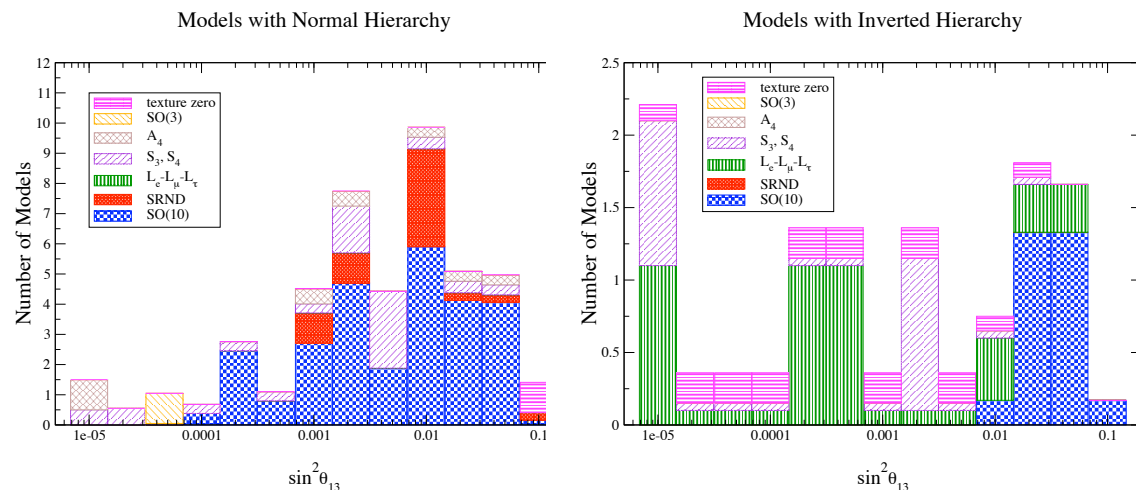 Models with Normal Hierarchy
Number of Models
12
11
10
9
8
7
6
5
4
3
2
1
0
texture zero
SO(3)
A₄
S₃, S₄
Lₑ-L_μ-L_τ
SRND
SO(10)
1e-05
0.0001
0.001
0.01
0.1
sin²θ₁₃
Models with Inverted Hierarchy
Number of Models
2.5
2
1.5
1
0.5
0
texture zero
SO(3)
A₄
S₃, S₄
Lₑ-L_μ-L_τ
SRND
SO(10)
1e-05
0.0001
0.001
0.01
0.1
sin²θ₁₃